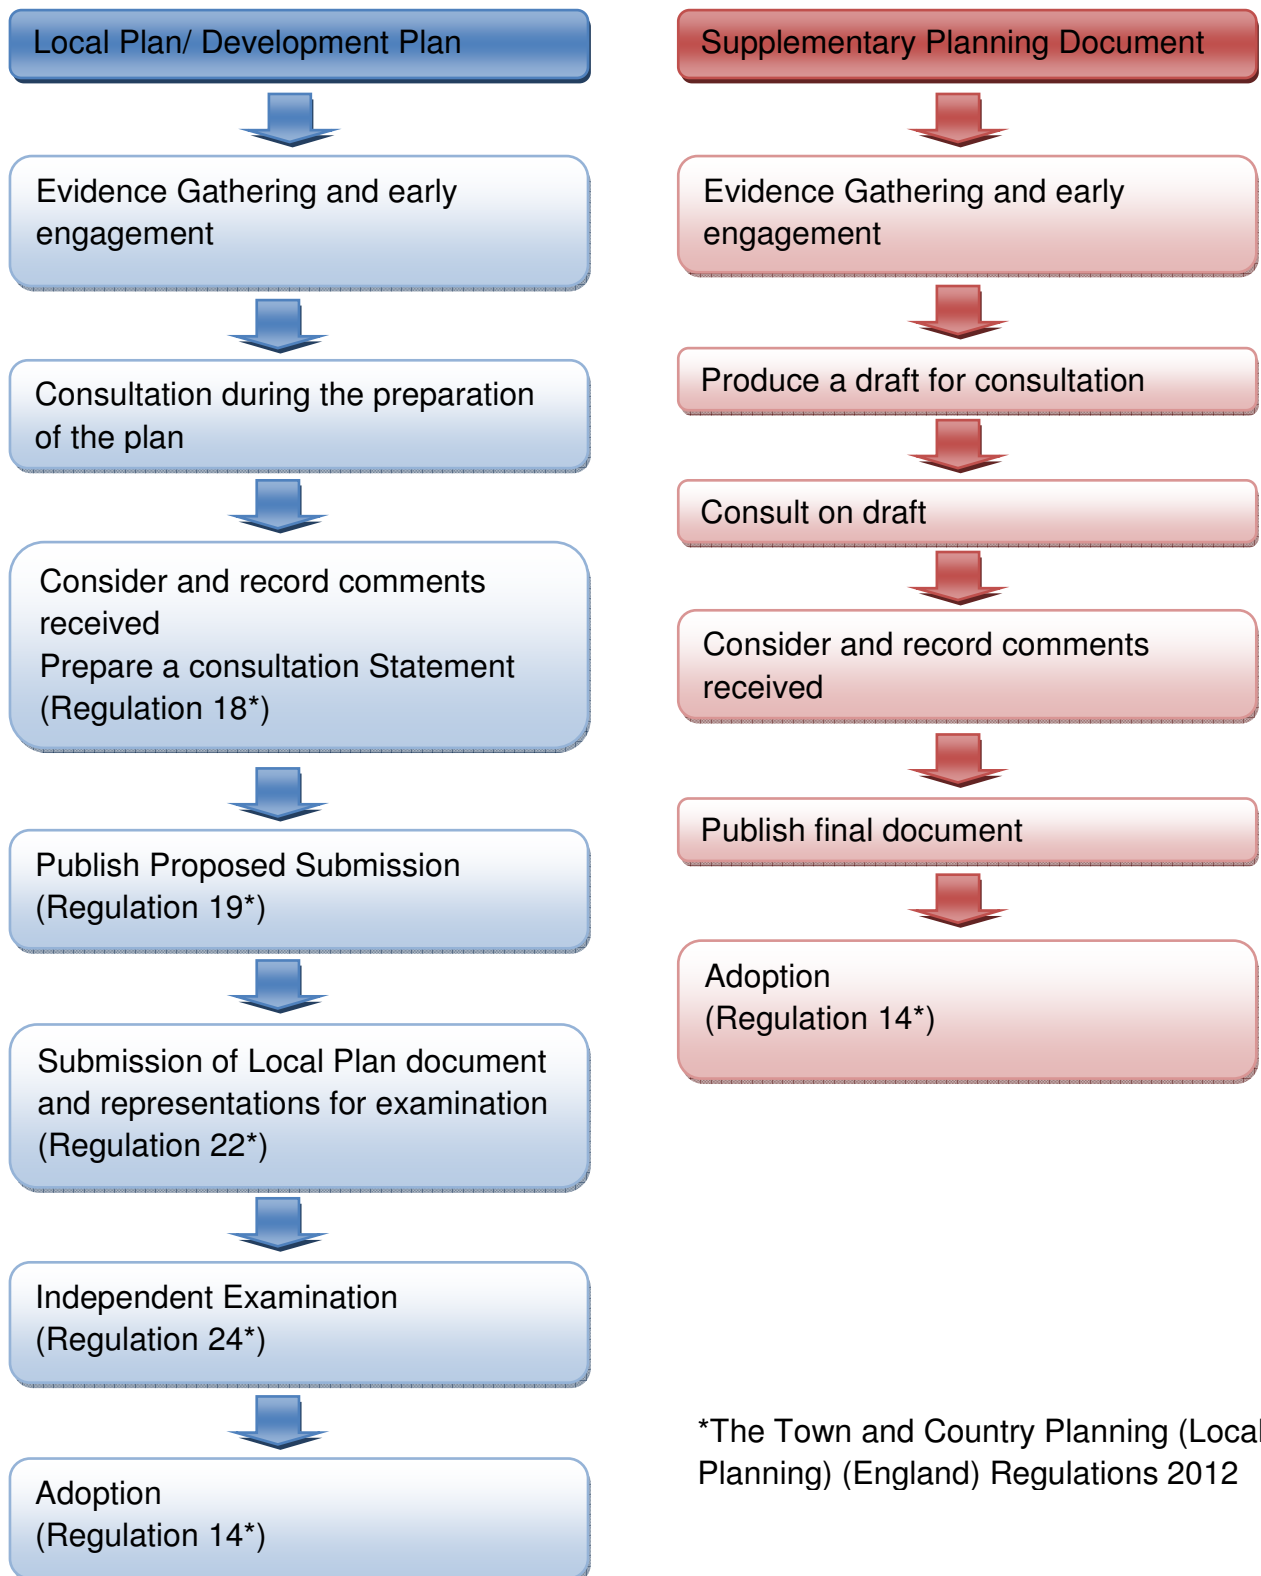 Local Plan/ Development Plan
Evidence Gathering and early
engagement
Consultation during the preparation
of the plan
Consider and record comments
received
Prepare a consultation Statement
(Regulation 18*)
Publish Proposed Submission
(Regulation 19*)
Submission of Local Plan document
and representations for examination
(Regulation 22*)
Independent Examination
(Regulation 24*)
Adoption
(Regulation 14*)
Supplementary Planning Document
Evidence Gathering and early
engagement
Produce a draft for consultation
Consult on draft
Consider and record comments
received
Publish final document
Adoption
(Regulation 14*)
*The Town and Country Planning (Local
Planning) (England) Regulations 2012